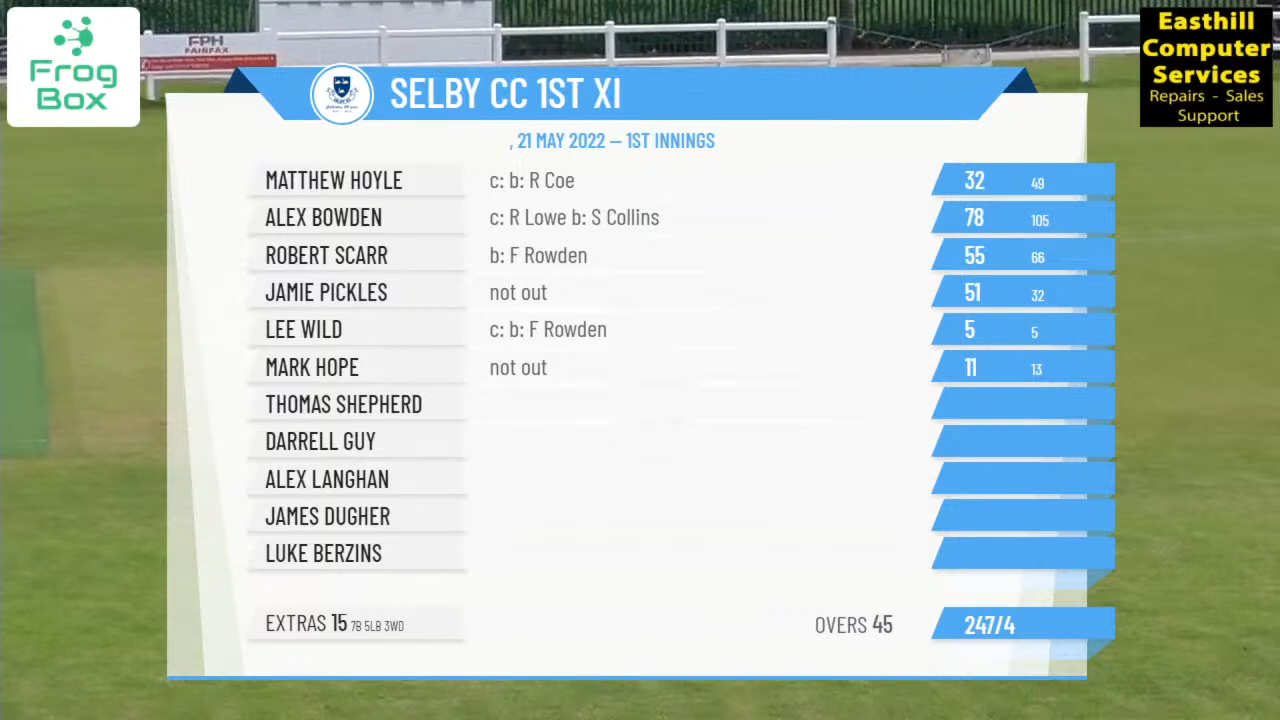 Frog
Box
FPH
FAIRFAX
Easthill
Computer
Services
Repairs - Sales
Support
SELBY CC 1ST XI
, 21 MAY 2022 – 1ST INNINGS
MATTHEW HOYLE c: b: R Coe 32 49
ALEX BOWDEN c: R Lowe b: S Collins 78 105
ROBERT SCARR b: F Rowden 55 66
JAMIE PICKLES not out 51 32
LEE WILD c: b: F Rowden 5 5
MARK HOPE not out 11 13
THOMAS SHEPHERD
DARRELL GUY
ALEX LANGHAN
JAMES DUGHER
LUKE BERZINS
EXTRAS 15 7B 5LB 3WD OVERS 45 247/4